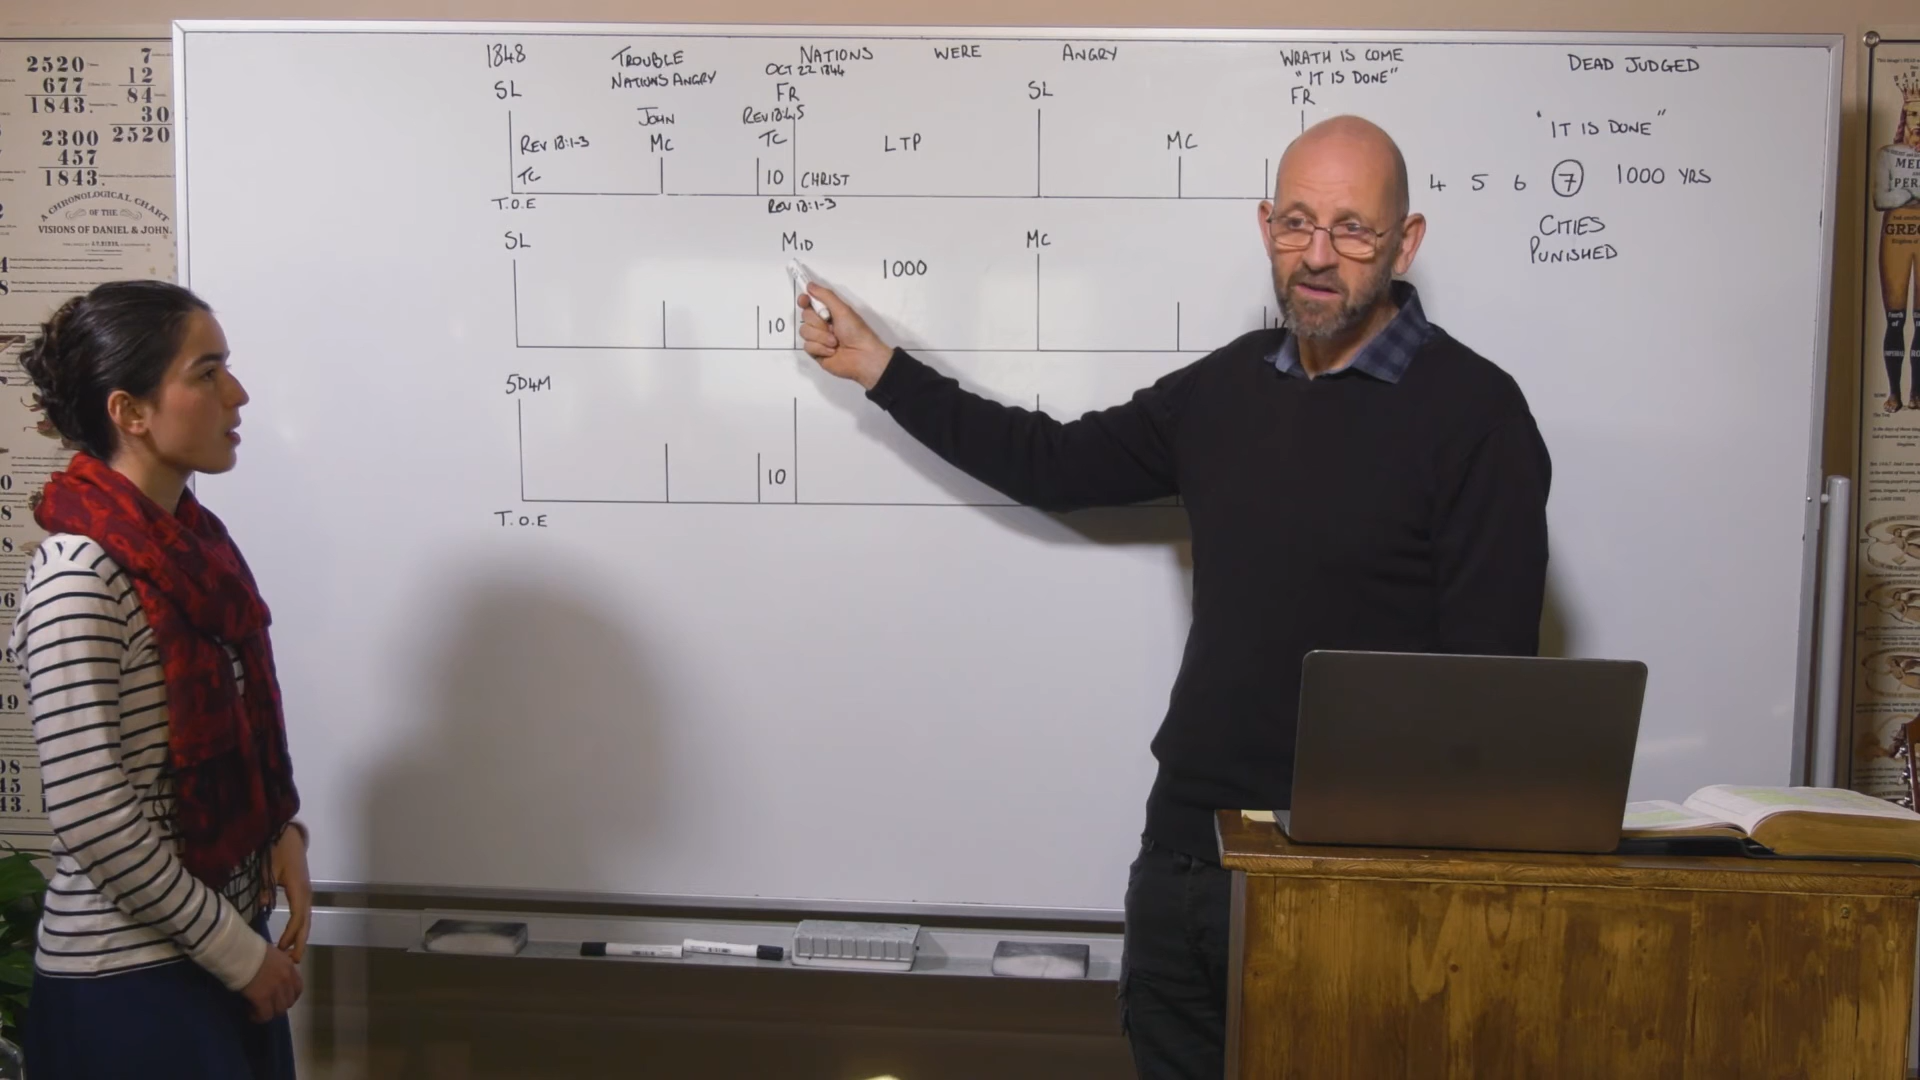 1848 TROUBLE NATIONS WERE ANGRY WRATH IS COME DEAD JUDGED
NATIONS ANGRY OCT 22 1844 "IT IS DONE"
SL FR SL FR
JOHN REV 18:4,5 "IT IS DONE"
REV 18:1-3 MC TC LTP MC
TC 10 CHRIST 4 5 6 7 1000 YRS
T.O.E REV 18:1-3 CITIES
PUNISHED
SL MID MC
1000
10
5D4M
10
T.O.E
2520 7
677 12
1843. 84
30
2300 2520
457
1843.
A CHRONOLOGICAL CHART
OF THE
VISIONS OF DANIEL & JOHN.